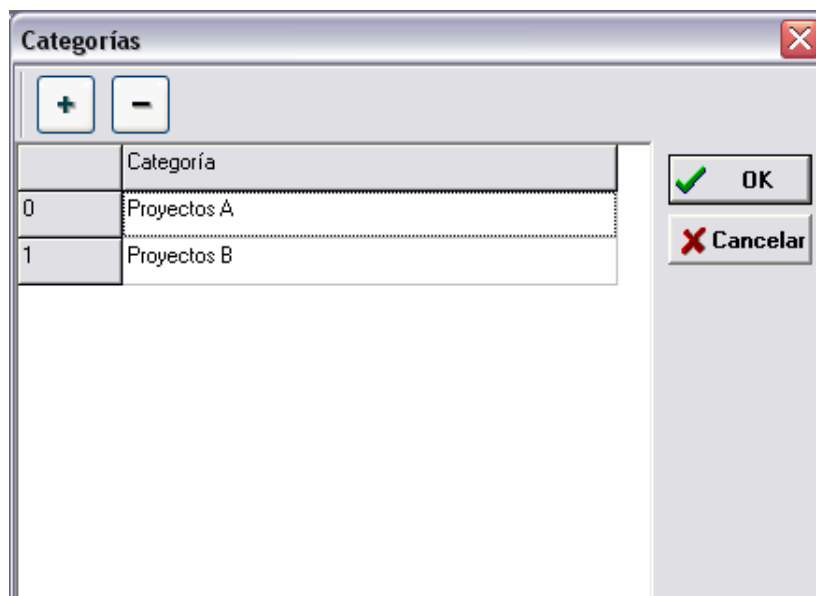 Categorías
+ -
Categoría
0 Proyectos A
1 Proyectos B
OK
Cancelar